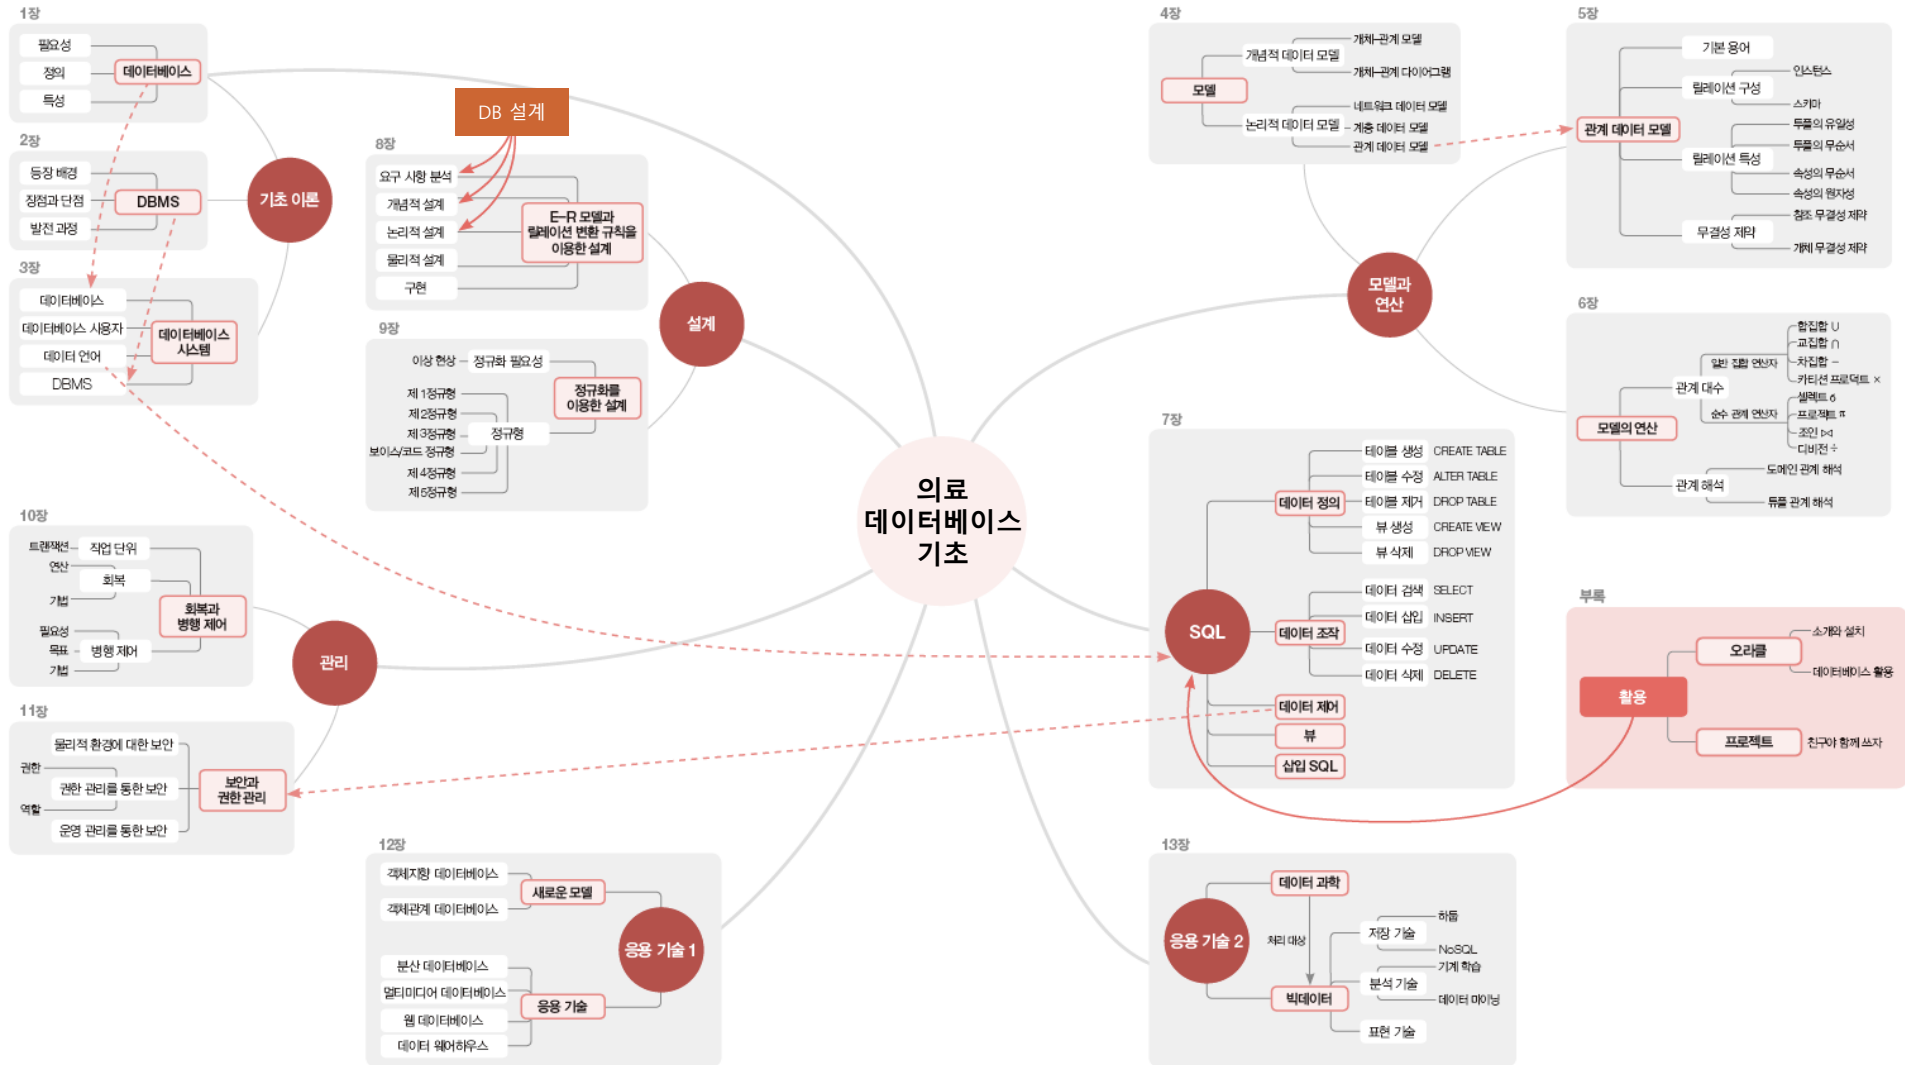 1장
필요성
정의
특성
데이터베이스
2장
등장 배경
장점과 단점
발전 과정
DBMS
3장
데이터베이스
데이터베이스 사용자
데이터 언어
DBMS
데이터베이스
시스템
기초 이론
DB 설계
8장
요구 사항 분석
개념적 설계
논리적 설계
물리적 설계
구현
E-R 모델과
릴레이션 변환 규칙을
이용한 설계
설계
9장
이상 현상
정규화 필요성
제 1정규형
제 2정규형
제 3정규형
보이스/코드 정규형
제 4정규형
제 5정규형
정규형
정규화를
이용한 설계
4장
모델
개념적 데이터 모델
개체-관계 모델
개체-관계 다이어그램
논리적 데이터 모델
네트워크 데이터 모델
계층 데이터 모델
관계 데이터 모델
5장
관계 데이터 모델
기본 용어
릴레이션 구성
인스턴스
스키마
릴레이션 특성
투플의 유일성
투플의 무순서
속성의 무순서
속성의 원자성
무결성 제약
참조 무결성 제약
개체 무결성 제약
모델과
연산
6장
모델의 연산
관계 대수
일반 집합 연산자
합집합 ∪
교집합 ∩
차집합 −
카티션 프로덕트 ×
순수 관계 연산자
셀렉트 σ
프로젝트 π
조인 ⋈
디비전 ÷
관계 해석
도메인 관계 해석
튜플 관계 해석
의료
데이터베이스
기초
7장
SQL
데이터 정의
테이블 생성 CREATE TABLE
테이블 수정 ALTER TABLE
테이블 제거 DROP TABLE
뷰 생성 CREATE VIEW
뷰 삭제 DROP VIEW
데이터 조작
데이터 검색 SELECT
데이터 삽입 INSERT
데이터 수정 UPDATE
데이터 삭제 DELETE
데이터 제어
뷰
삽입 SQL
부록
활용
오라클
소개와 설치
데이터베이스 활용
프로젝트
친구야 함께 쓰자
10장
트랜잭션
직업 단위
연산
회복
기법
필요성
목표
병행 제어
기법
회복과
병행 제어
관리
11장
물리적 환경에 대한 보안
권한
권한 관리를 통한 보안
역할
운영 관리를 통한 보안
보안과
권한 관리
12장
객체지향 데이터베이스
객체관계 데이터베이스
새로운 모델
분산 데이터베이스
멀티미디어 데이터베이스
웹 데이터베이스
데이터 웨어하우스
응용 기술
응용 기술 1
13장
응용 기술 2
데이터 과학
처리 대상
빅데이터
저장 기술
하둡
NoSQL
분석 기술
기계 학습
데이터 마이닝
표현 기술